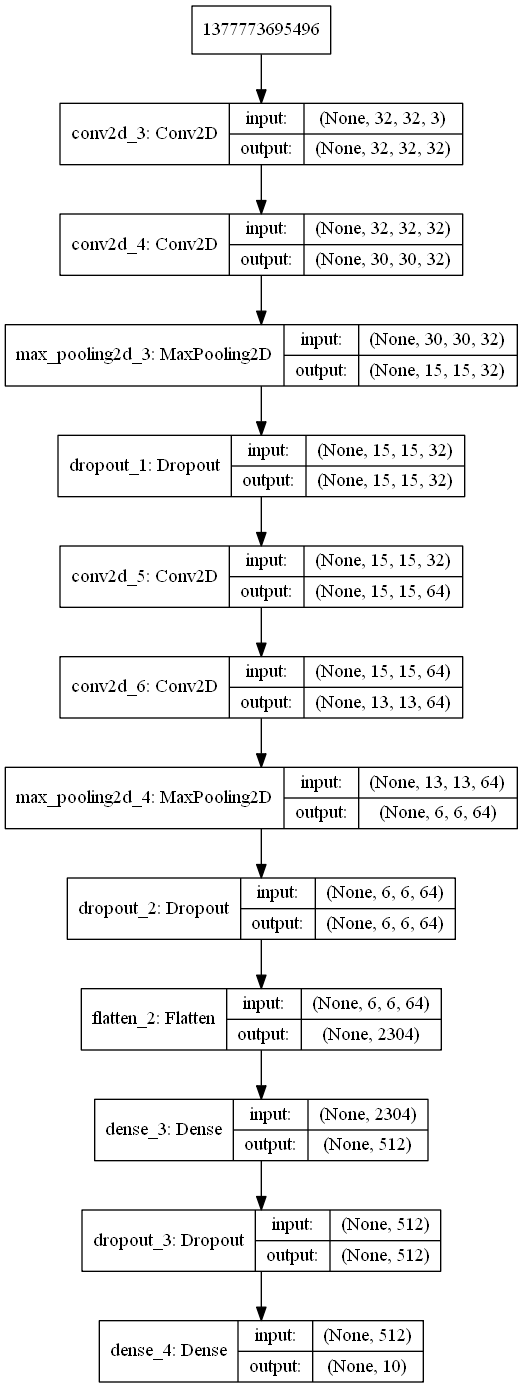 1377773695496
conv2d_3: Conv2D
input: (None, 32, 32, 3)
output: (None, 32, 32, 32)
conv2d_4: Conv2D
input: (None, 32, 32, 32)
output: (None, 30, 30, 32)
max_pooling2d_3: MaxPooling2D
input: (None, 30, 30, 32)
output: (None, 15, 15, 32)
dropout_1: Dropout
input: (None, 15, 15, 32)
output: (None, 15, 15, 32)
conv2d_5: Conv2D
input: (None, 15, 15, 32)
output: (None, 15, 15, 64)
conv2d_6: Conv2D
input: (None, 15, 15, 64)
output: (None, 13, 13, 64)
max_pooling2d_4: MaxPooling2D
input: (None, 13, 13, 64)
output: (None, 6, 6, 64)
dropout_2: Dropout
input: (None, 6, 6, 64)
output: (None, 6, 6, 64)
flatten_2: Flatten
input: (None, 6, 6, 64)
output: (None, 2304)
dense_3: Dense
input: (None, 2304)
output: (None, 512)
dropout_3: Dropout
input: (None, 512)
output: (None, 512)
dense_4: Dense
input: (None, 512)
output: (None, 10)